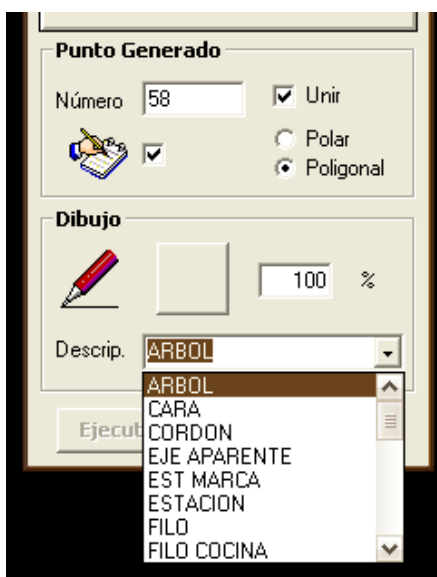 Punto Generado
Número 58 Unir
Polar
Poligonal
Dibujo
100 %
Descrip. ARBOL
ARBOL
CARA
CORDON
EJE APARENTE
EST MARCA
ESTACION
FILO
FILO COCINA